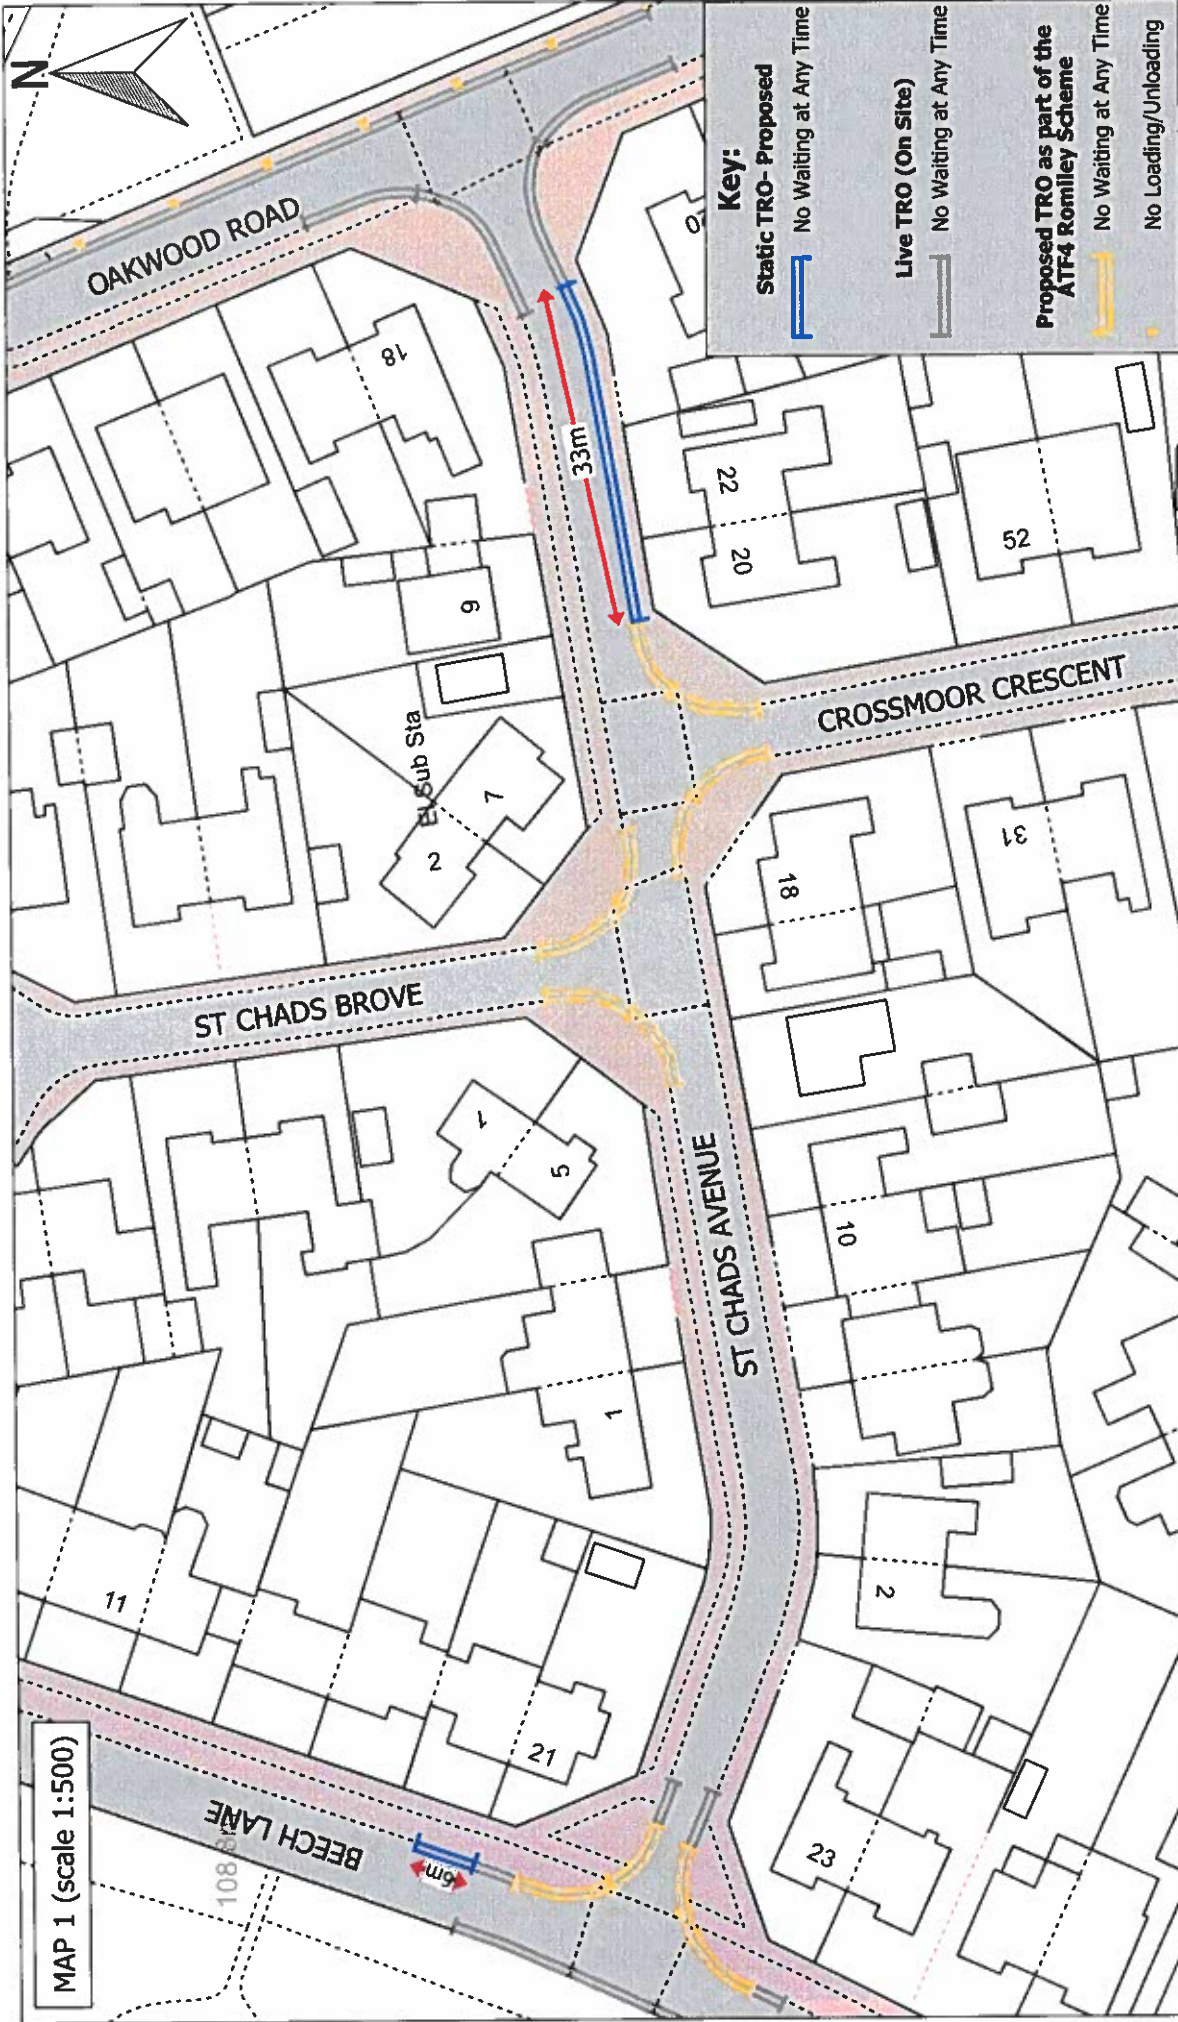 MAP 1 (scale 1:500)
N
BEECH LANE
6m
11
21
23
2
1
ST CHADS AVENUE
10
5
1
ST CHADS BROVE
18
31
2
7
El Sub Sta
CROSSMOOR CRESCENT
9
20
22
52
33m
18
OAKWOOD ROAD
Key:
Static TRO- Proposed
No Waiting at Any Time
Live TRO (On Site)
No Waiting at Any Time
Proposed TRO as part of the
ATF4 Romiley Scheme
No Waiting at Any Time
No Loading/Unloading